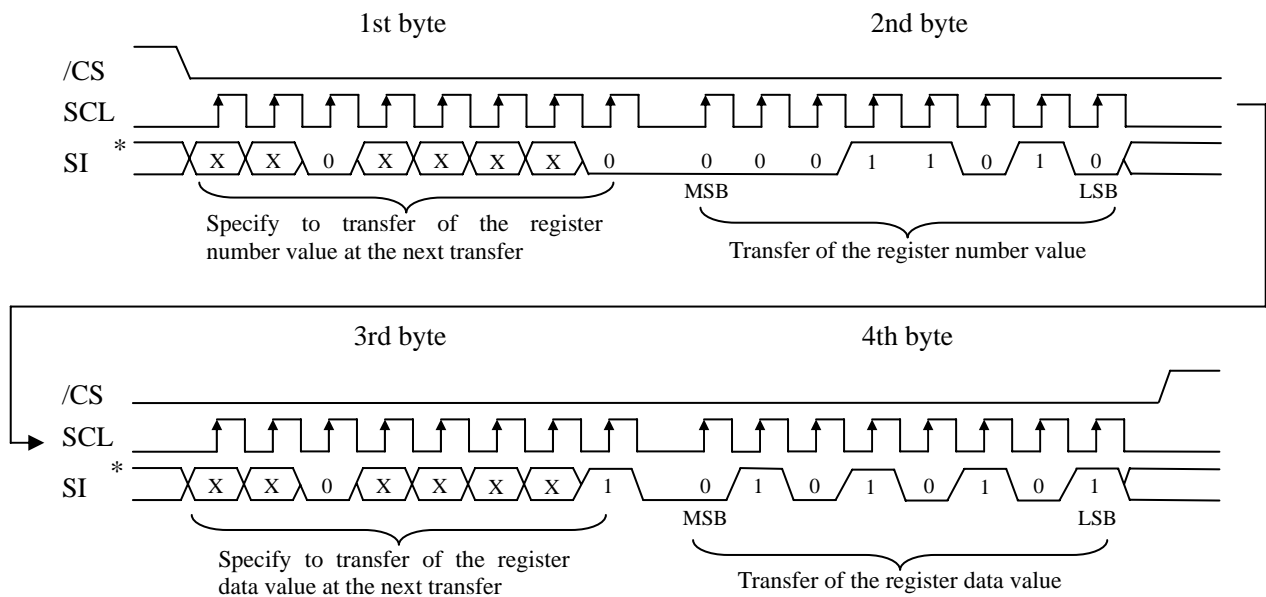 1st byte 2nd byte
/CS
SCL
SI * X X 0 X X X X 0 0 0 0 1 1 0 1 0
MSB LSB
Specify to transfer of the register
number value at the next transfer
Transfer of the register number value
3rd byte 4th byte
/CS
SCL
SI * X X 0 X X X X 1 0 1 0 1 0 1 0 1
MSB LSB
Specify to transfer of the register
data value at the next transfer
Transfer of the register data value